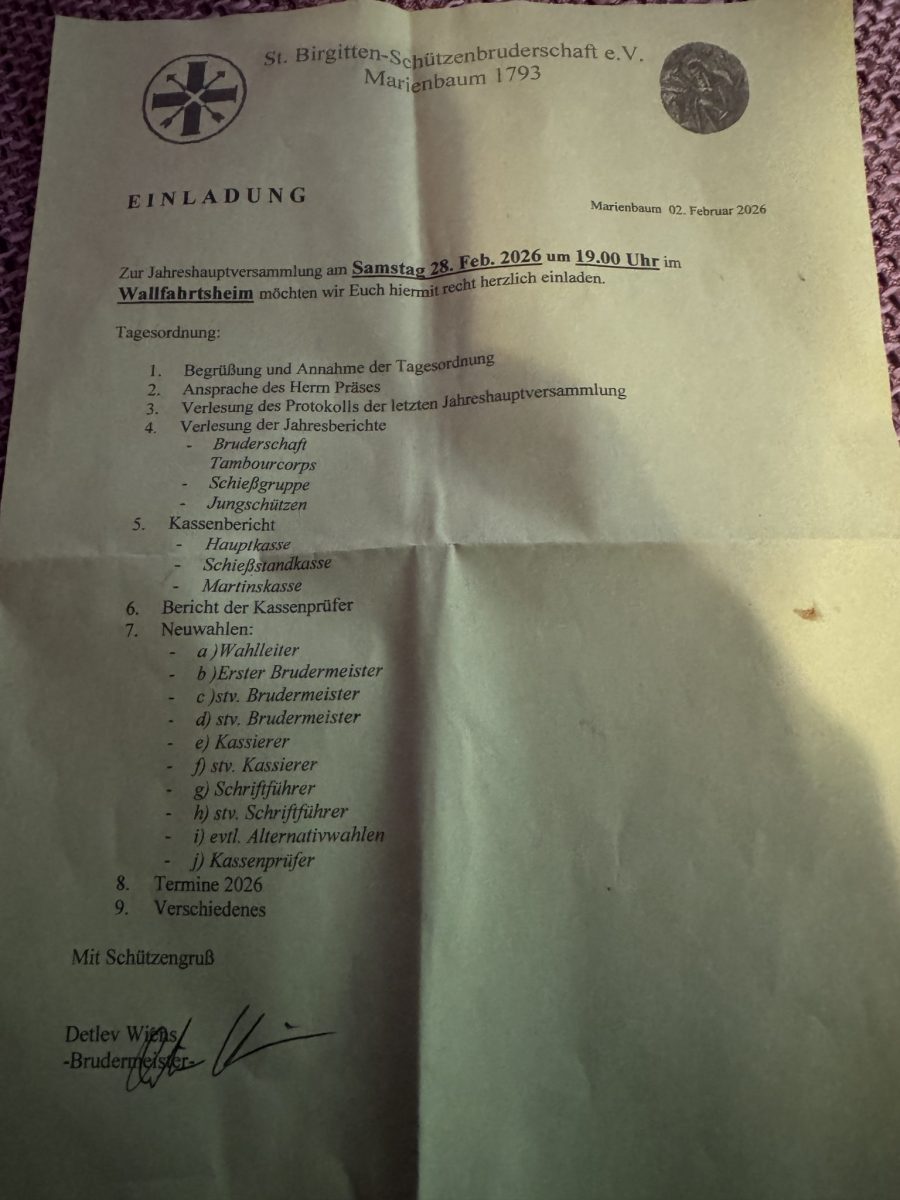 St. Birgitten-Schützenbruderschaft e.V.
Marienbaum 1793
EINLADUNG
Marienbaum 02. Februar 2026
Zur Jahreshauptversammlung am Samstag 28. Feb. 2026 um 19.00 Uhr im
Wallfahrtsheim möchten wir Euch hiermit recht herzlich einladen.
Tagesordnung:
1. Begrüßung und Annahme der Tagesordnung
2. Ansprache des Herrn Präses
3. Verlesung des Protokolls der letzten Jahreshauptversammlung
4. Verlesung der Jahresberichte
- Bruderschaft
Tambourcorps
- Schießgruppe
- Jungschützen
5. Kassenbericht
- Hauptkasse
- Schießstandkasse
- Martinskasse
6. Bericht der Kassenprüfer
7. Neuwahlen:
- a )Wahlleiter
- b )Erster Brudermeister
- c )stv. Brudermeister
- d) stv. Brudermeister
- e) Kassierer
- f) stv. Kassierer
- g) Schriftführer
- h) stv. Schriftführer
- i) evtl. Alternativwahlen
- j) Kassenprüfer
8. Termine 2026
9. Verschiedenes
Mit Schützengruß
Detlev Wiens
-Brudermeister-